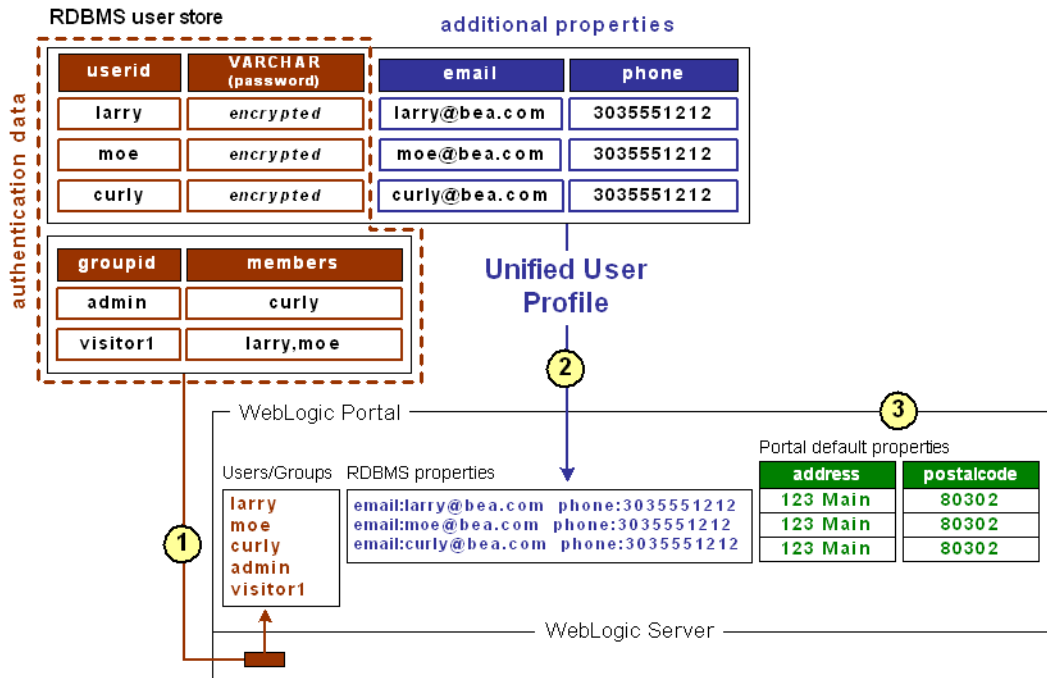 RDBMS user store
additional properties
authentication data
userid VARCHAR (password) email phone
larry encrypted larry@bea.com 3035551212
moe encrypted moe@bea.com 3035551212
curly encrypted curly@bea.com 3035551212
groupid members
admin curly
visitor1 larry,moe
Unified User
Profile
2
3
WebLogic Portal
Users/Groups
larry
moe
curly
admin
visitor1
RDBMS properties
email:larry@bea.com phone:3035551212
email:moe@bea.com phone:3035551212
email:curly@bea.com phone:3035551212
Portal default properties
address postalcode
123 Main 80302
123 Main 80302
123 Main 80302
1
WebLogic Server